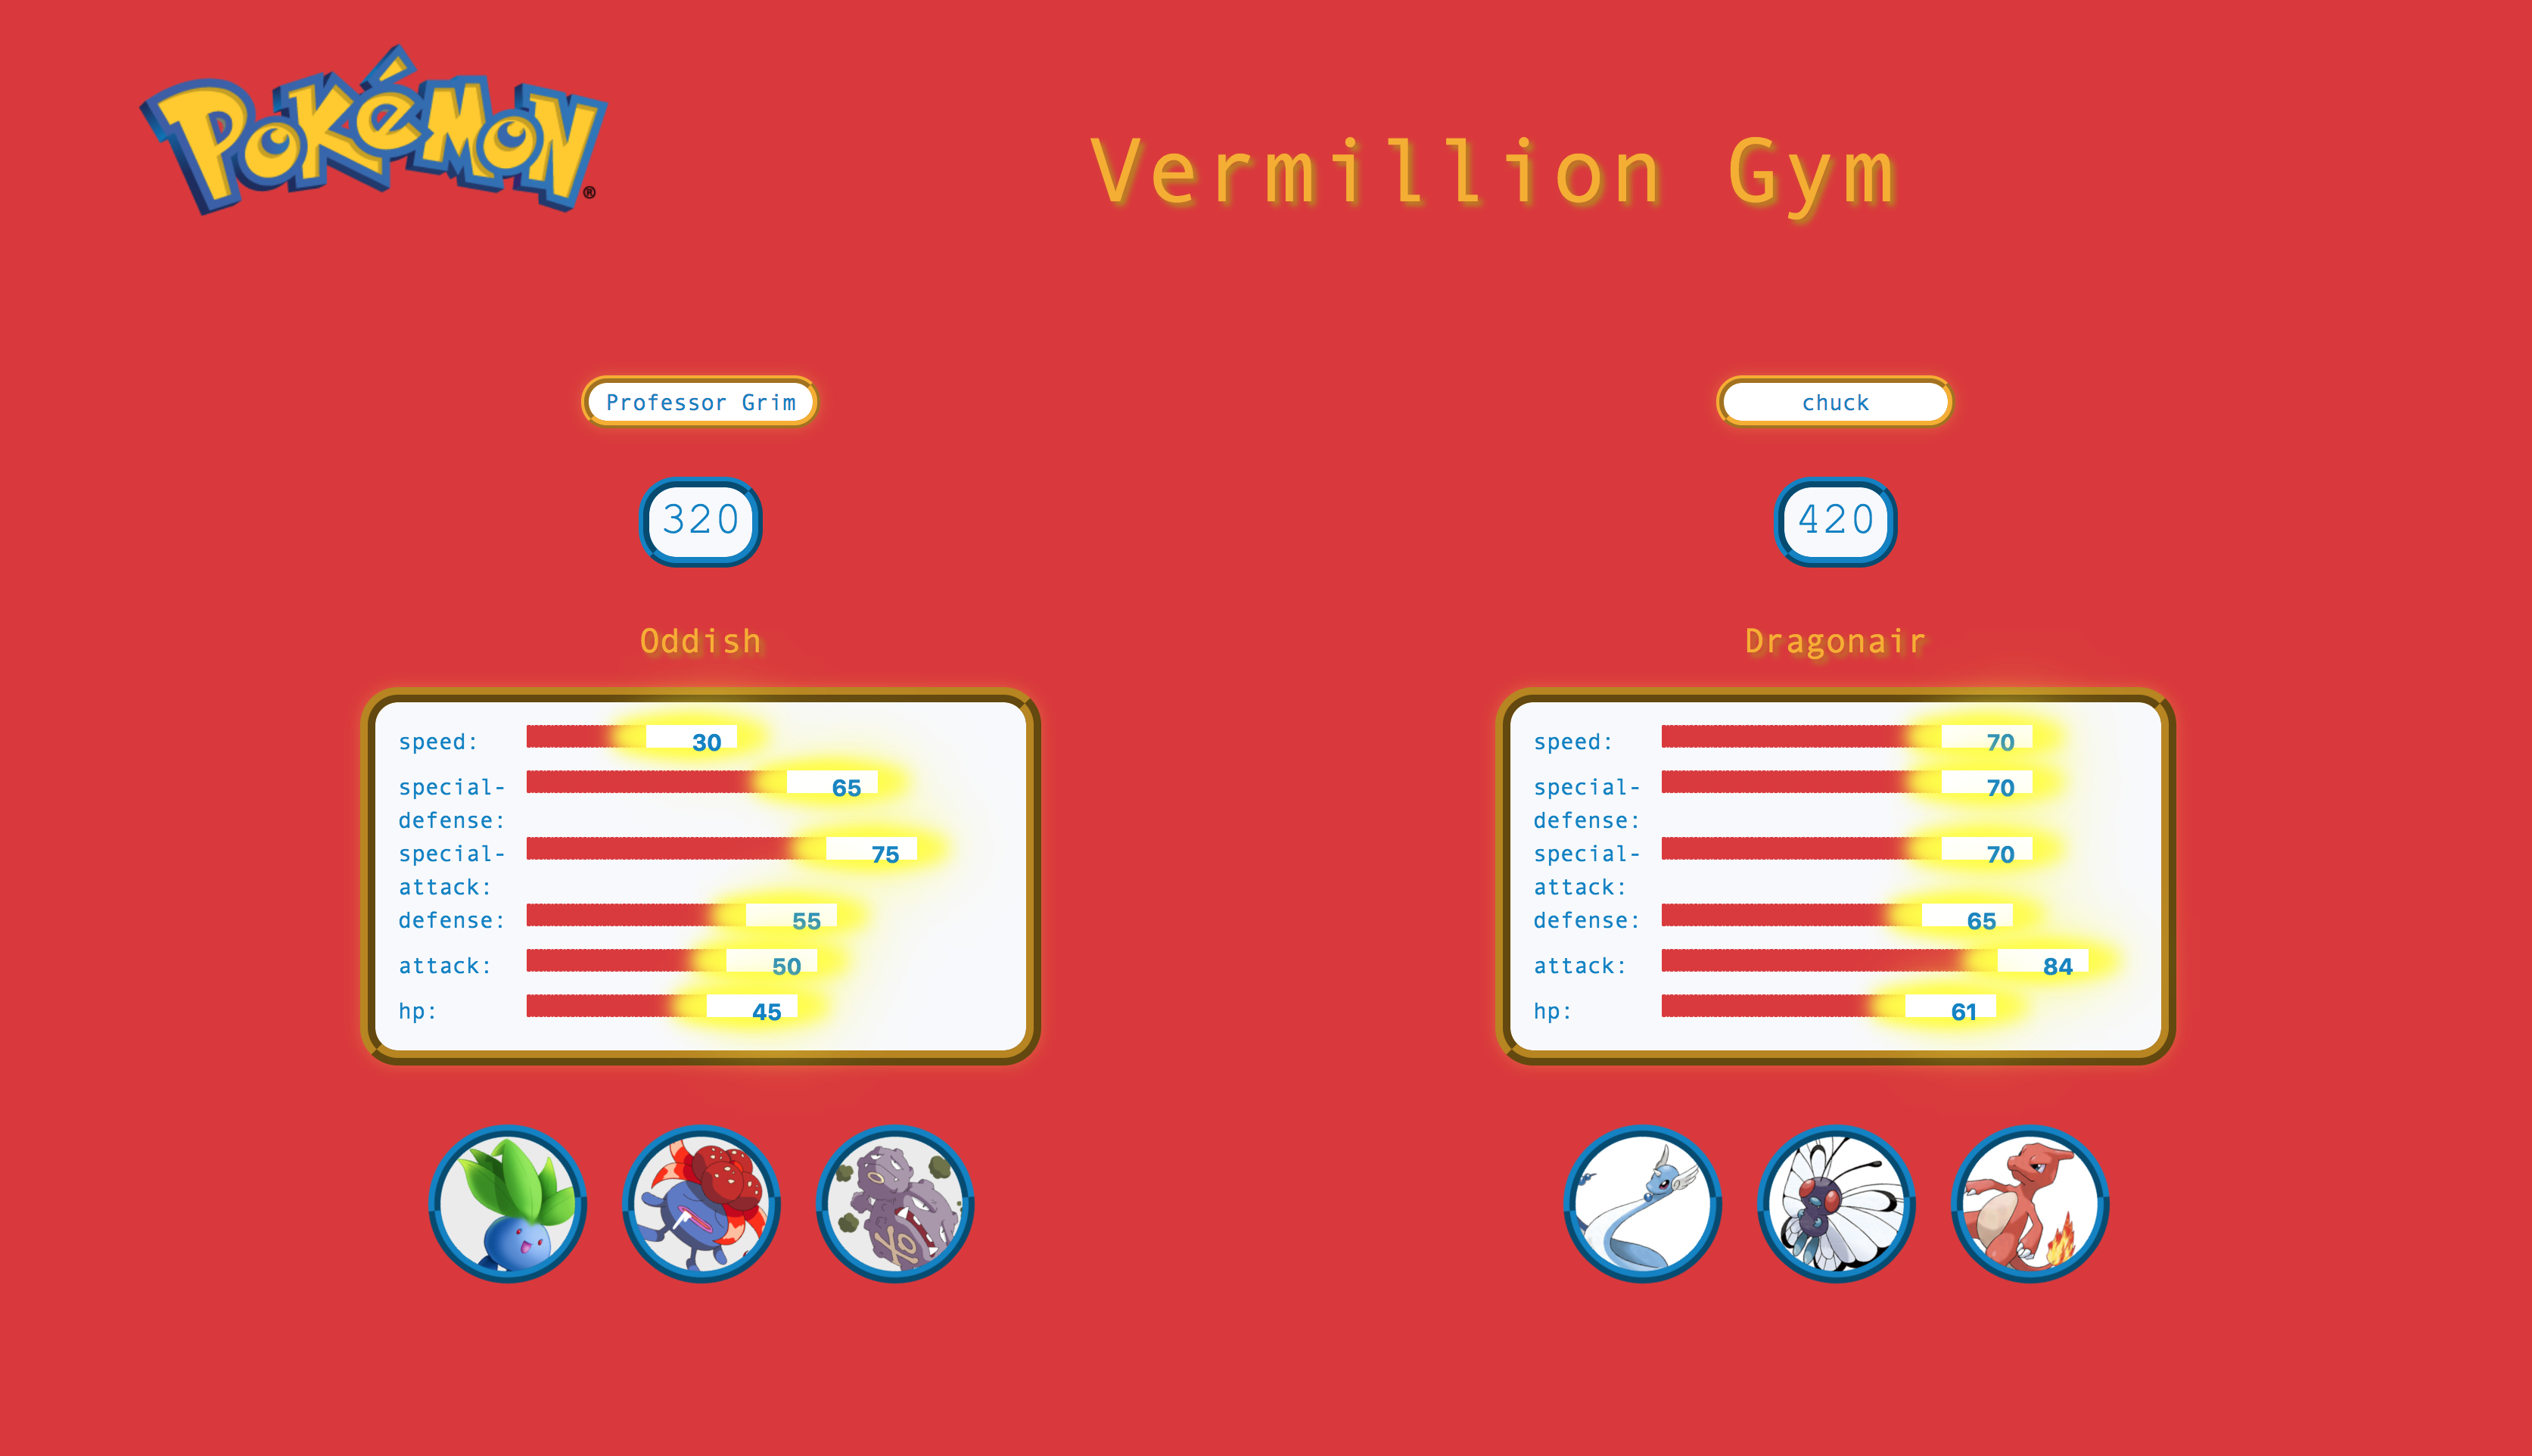 POKéMON®
Vermillion Gym
Professor Grim
320
Oddish
speed: 30
special- 65
defense:
special- 75
attack:
defense: 55
attack: 50
hp: 45
chuck
420
Dragonair
speed: 70
special- 70
defense:
special- 70
attack:
defense: 65
attack: 84
hp: 61